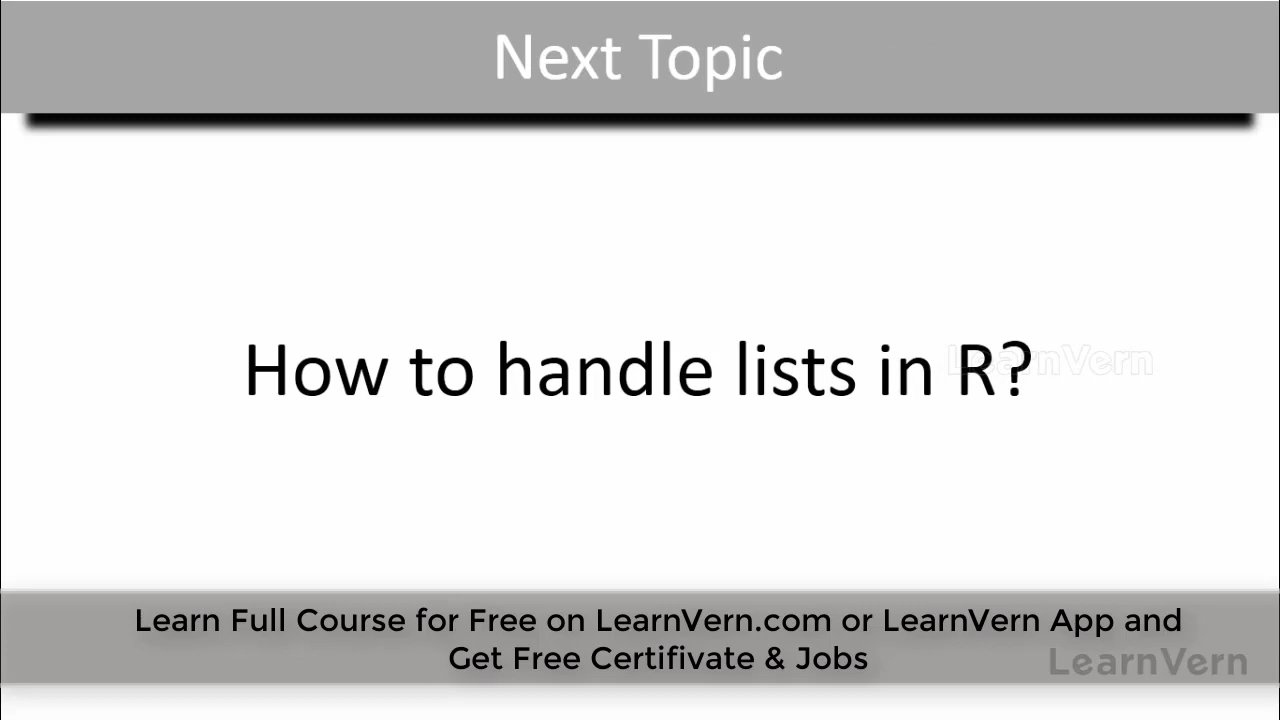 Next Topic
How to handle lists in R?
LearnVern
Learn Full Course for Free on LearnVern.com or LearnVern App and
Get Free Certifivate & Jobs
LearnVern